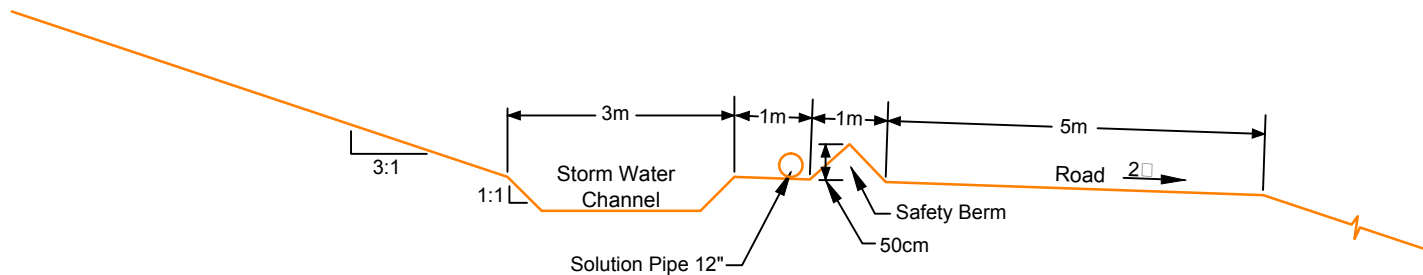 3m
1m
1m
5m
3:1
1:1
Storm Water
Channel
Road
2
Safety Berm
50cm
Solution Pipe 12"